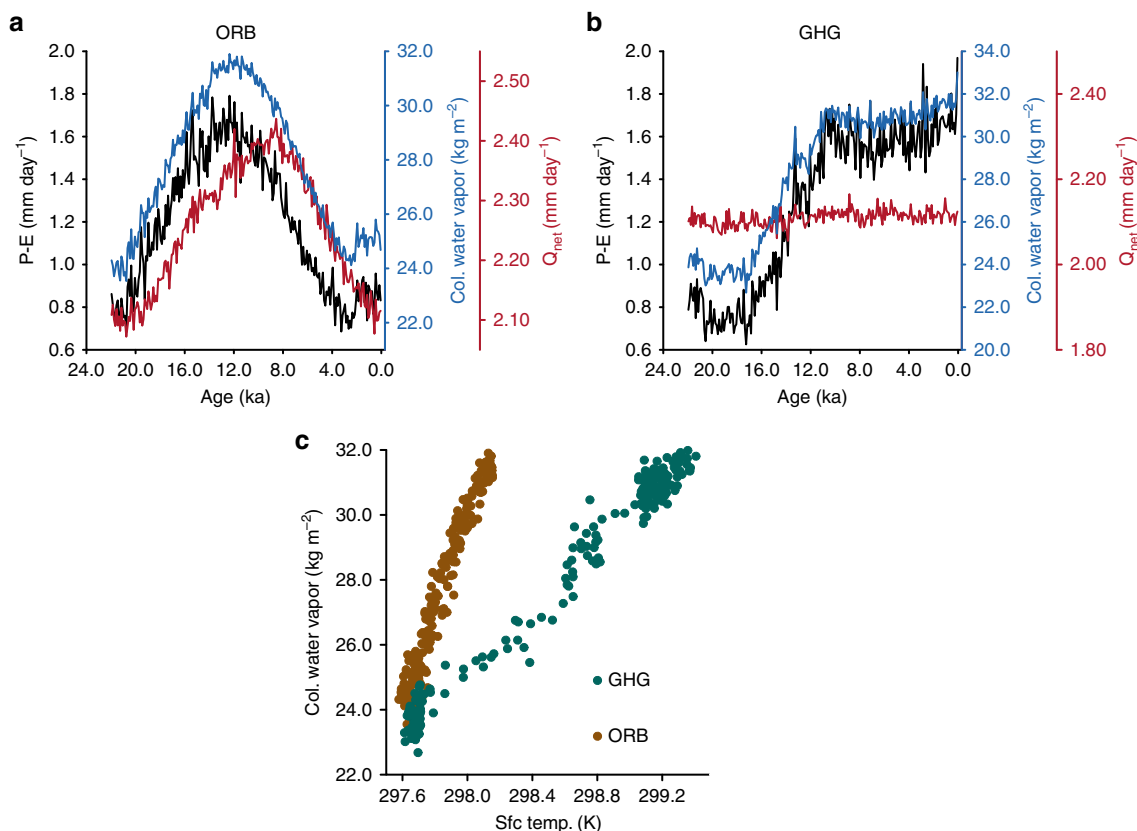 a
ORB
P-E (mm day⁻¹)
2.0
1.8
1.6
1.4
1.2
1.0
0.8
0.6
24.0 20.0 16.0 12.0 8.0 4.0 0.0
Age (ka)
32.0
30.0
28.0
26.0
24.0
22.0
Col. water vapor (kg m⁻²)
2.50
2.40
2.30
2.20
2.10
Qnet (mm day⁻¹)
b
GHG
P-E (mm day⁻¹)
2.0
1.8
1.6
1.4
1.2
1.0
0.8
0.6
24.0 20.0 16.0 12.0 8.0 4.0 0.0
Age (ka)
34.0
32.0
30.0
28.0
26.0
24.0
22.0
20.0
Col. water vapor (kg m⁻²)
2.40
2.20
2.00
1.80
Qnet (mm day⁻¹)
c
Col. water vapor (kg m⁻²)
32.0
30.0
28.0
26.0
24.0
22.0
GHG
ORB
297.6 298.0 298.4 298.8 299.2
Sfc temp. (K)